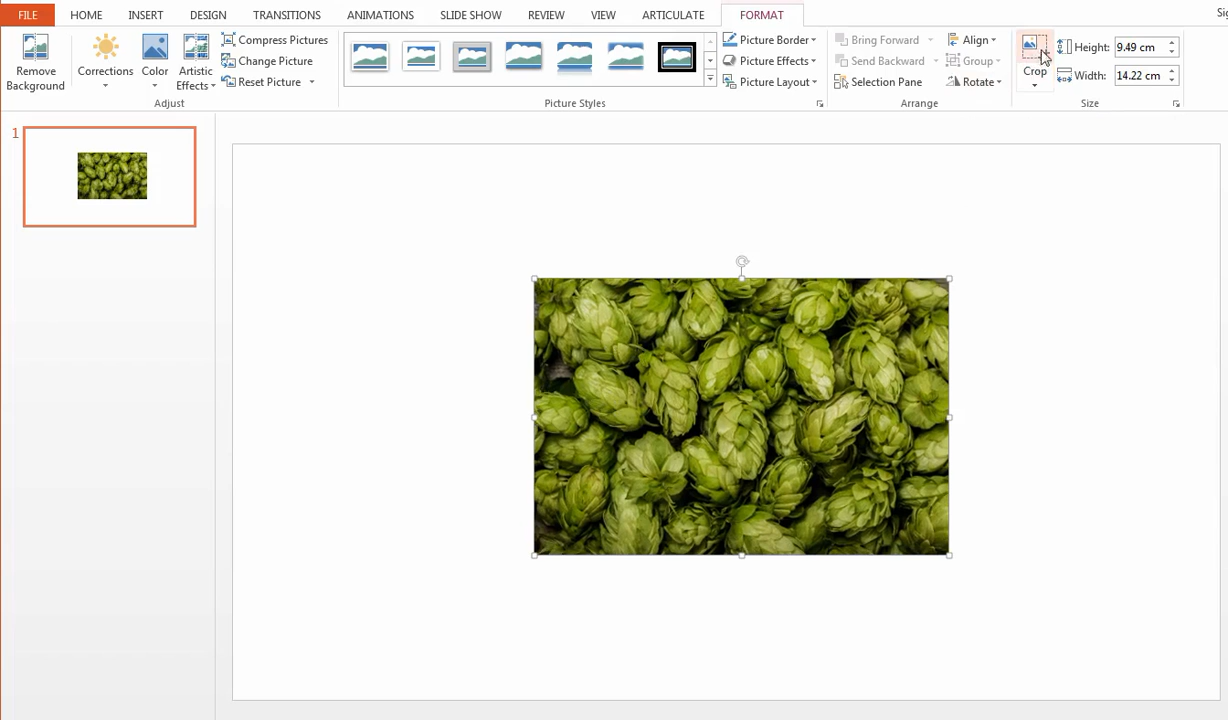 FILE HOME INSERT DESIGN TRANSITIONS ANIMATIONS SLIDE SHOW REVIEW VIEW ARTICULATE FORMAT
Remove Background
Corrections
Color
Artistic Effects
Compress Pictures
Change Picture
Reset Picture
Adjust
Picture Styles
Picture Border
Picture Effects
Picture Layout
Bring Forward
Send Backward
Selection Pane
Align
Group
Rotate
Arrange
Crop
Height: 9.49 cm
Width: 14.22 cm
Size
1